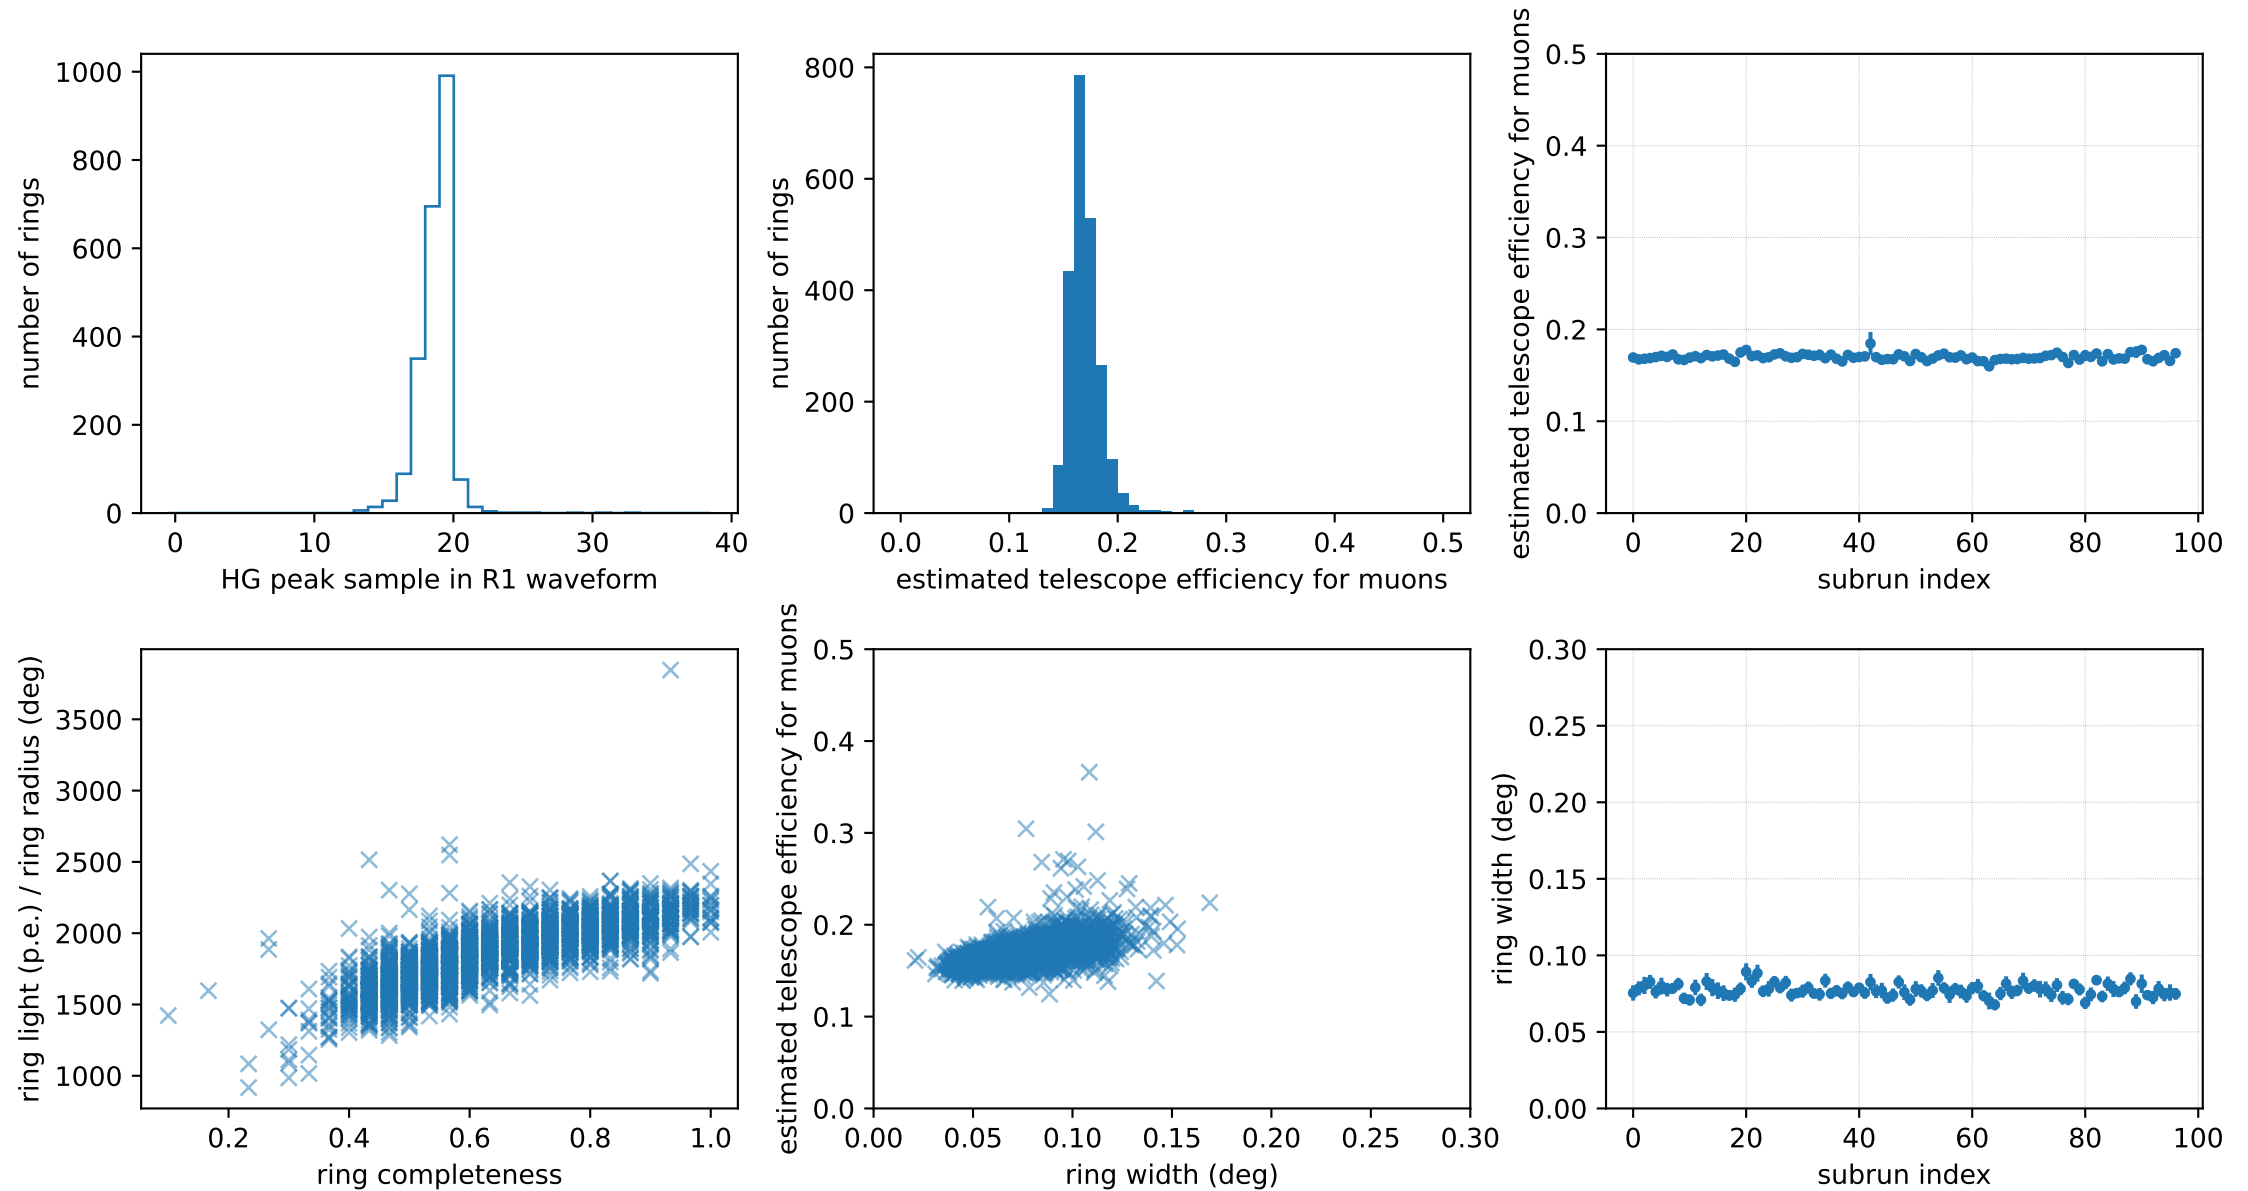 1000
800
600
400
200
0
number of rings
0 10 20 30 40
HG peak sample in R1 waveform
800
600
400
200
0
number of rings
0.0 0.1 0.2 0.3 0.4 0.5
estimated telescope efficiency for muons
0.5
0.4
0.3
0.2
0.1
0.0
estimated telescope efficiency for muons
0 20 40 60 80 100
subrun index
3500
3000
2500
2000
1500
1000
ring light (p.e.) / ring radius (deg)
0.2 0.4 0.6 0.8 1.0
ring completeness
0.5
0.4
0.3
0.2
0.1
0.0
estimated telescope efficiency for muons
0.00 0.05 0.10 0.15 0.20 0.25 0.30
ring width (deg)
0.30
0.25
0.20
0.15
0.10
0.05
0.00
ring width (deg)
0 20 40 60 80 100
subrun index